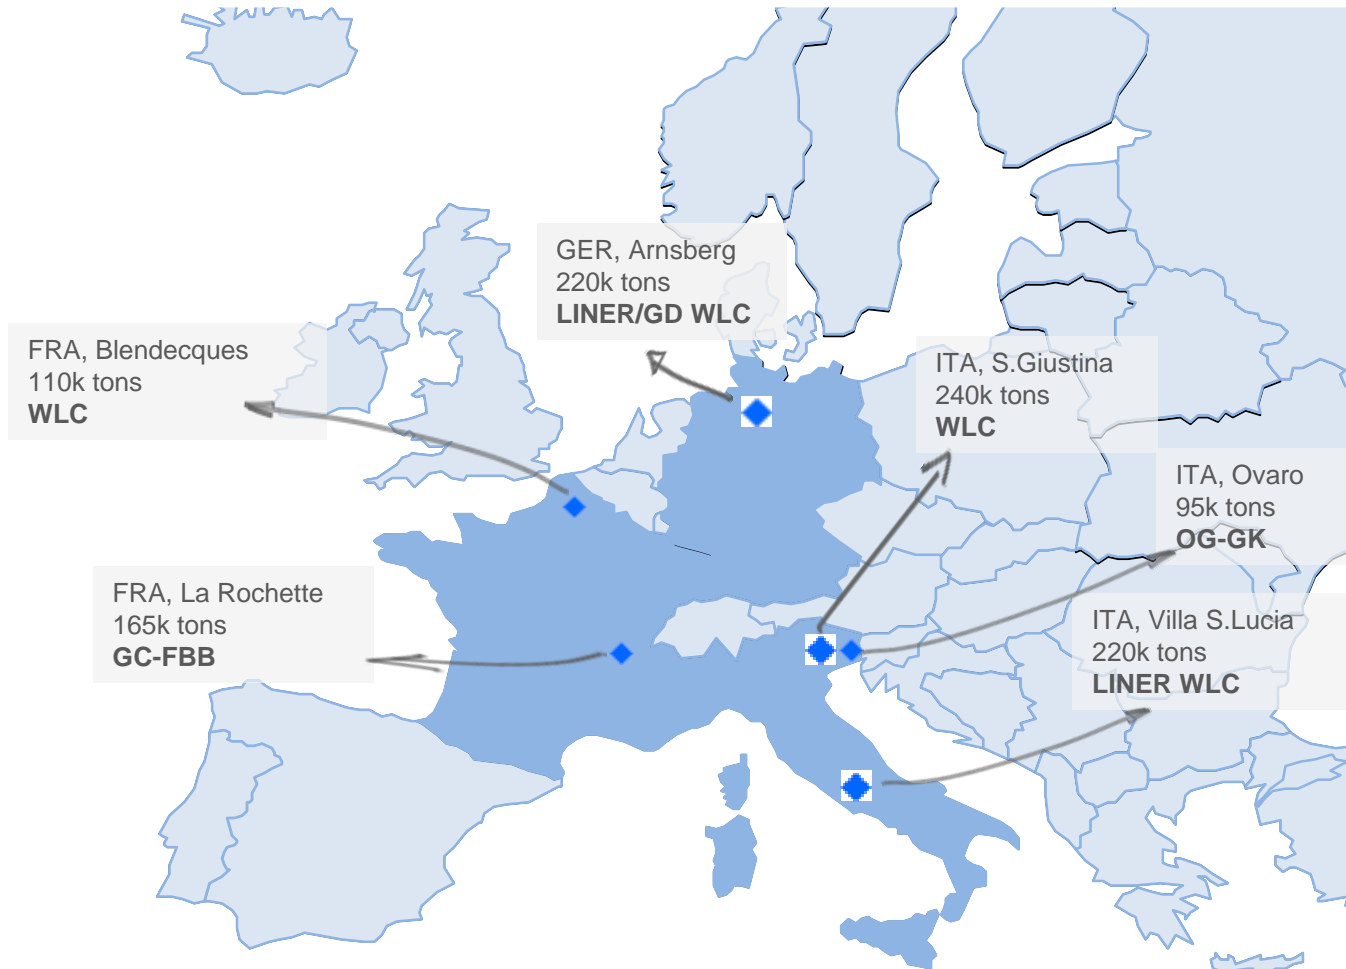 GER, Arnsberg
220k tons
LINER/GD WLC
FRA, Blendecques
110k tons
WLC
ITA, S.Giustina
240k tons
WLC
ITA, Ovaro
95k tons
OG-GK
FRA, La Rochette
165k tons
GC-FBB
ITA, Villa S.Lucia
220k tons
LINER WLC